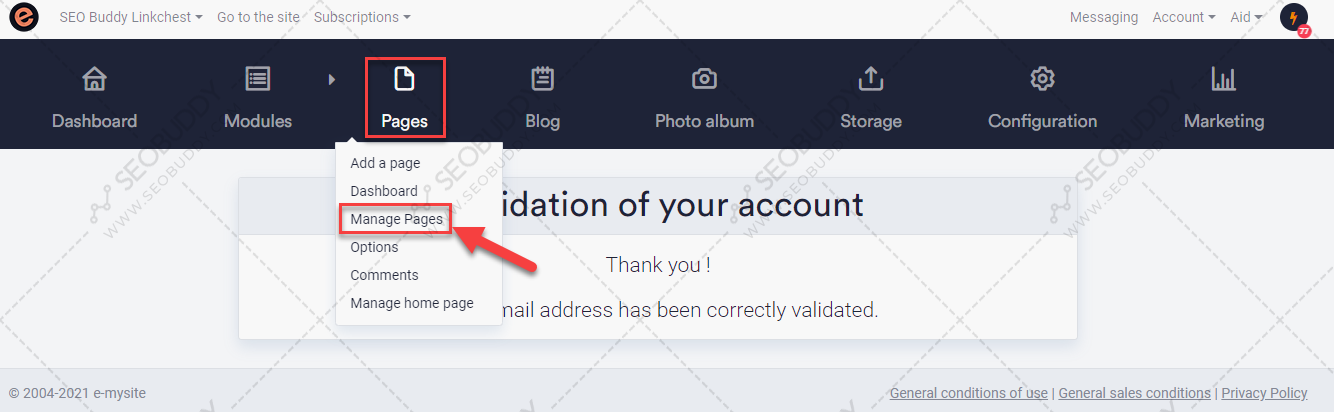 e SEO Buddy Linkchest Go to the site Subscriptions Messaging Account Aid 77
Dashboard Modules Pages Blog Photo album Storage Configuration Marketing
Add a page
Dashboard
Manage Pages
Options
Comments
Manage home page
idation of your account
Thank you !
mail address has been correctly validated.
© 2004-2021 e-mysite
General conditions of use | General sales conditions | Privacy Policy
SEOBUDDY
WWW.SEOBUDDY.COM